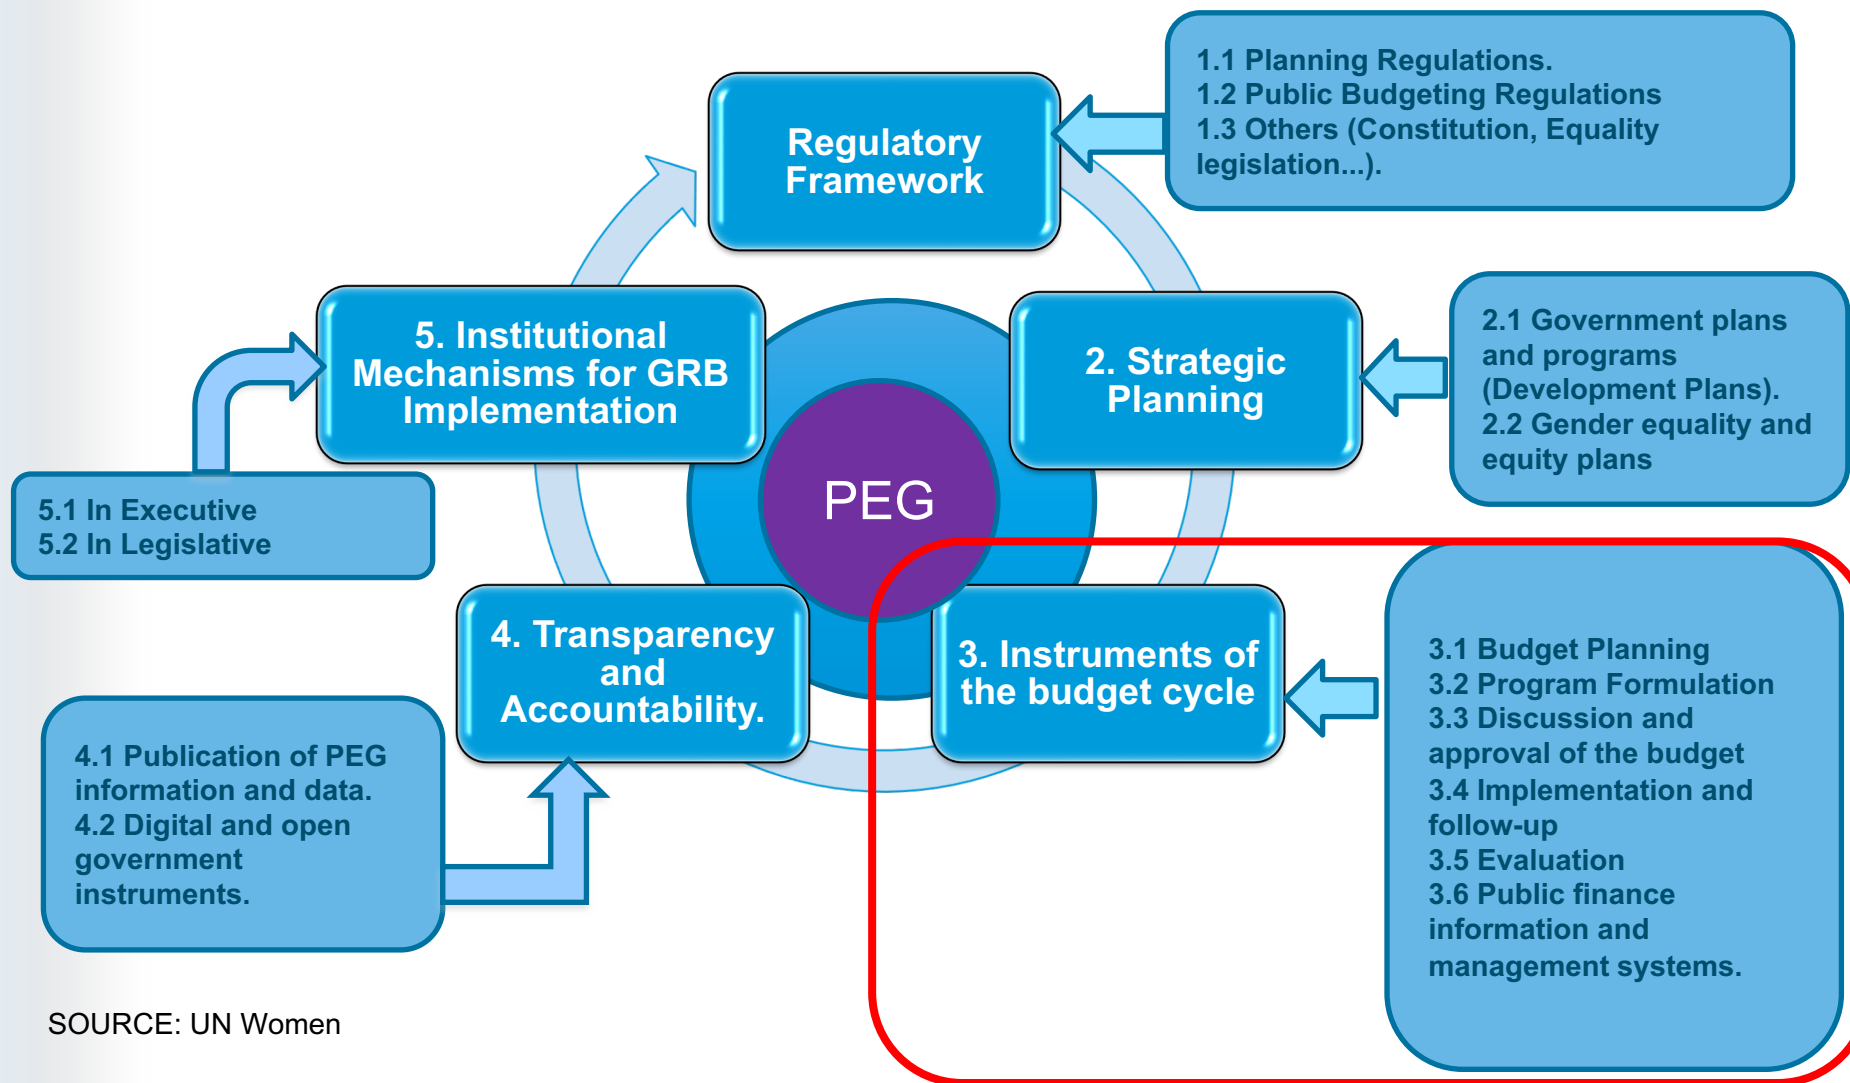 Regulatory
Framework
1.1 Planning Regulations.
1.2 Public Budgeting Regulations
1.3 Others (Constitution, Equality
legislation...).
2. Strategic
Planning
2.1 Government plans
and programs
(Development Plans).
2.2 Gender equality and
equity plans
3. Instruments of
the budget cycle
3.1 Budget Planning
3.2 Program Formulation
3.3 Discussion and
approval of the budget
3.4 Implementation and
follow-up
3.5 Evaluation
3.6 Public finance
information and
management systems.
4. Transparency
and
Accountability.
4.1 Publication of PEG
information and data.
4.2 Digital and open
government
instruments.
5. Institutional
Mechanisms for GRB
Implementation
5.1 In Executive
5.2 In Legislative
PEG
SOURCE: UN Women